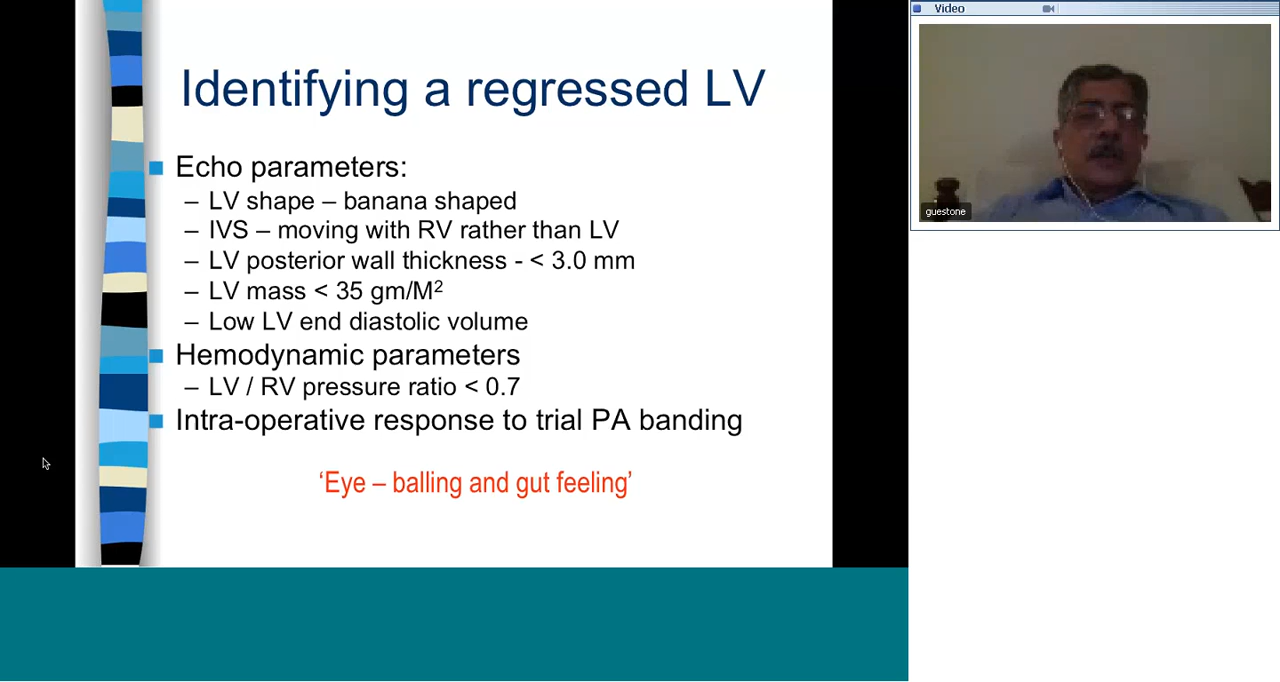 Identifying a regressed LV
Echo parameters:
– LV shape – banana shaped
– IVS – moving with RV rather than LV
– LV posterior wall thickness - < 3.0 mm
– LV mass < 35 gm/M²
– Low LV end diastolic volume
Hemodynamic parameters
– LV / RV pressure ratio < 0.7
Intra-operative response to trial PA banding
‘Eye – balling and gut feeling’
Video
guestone